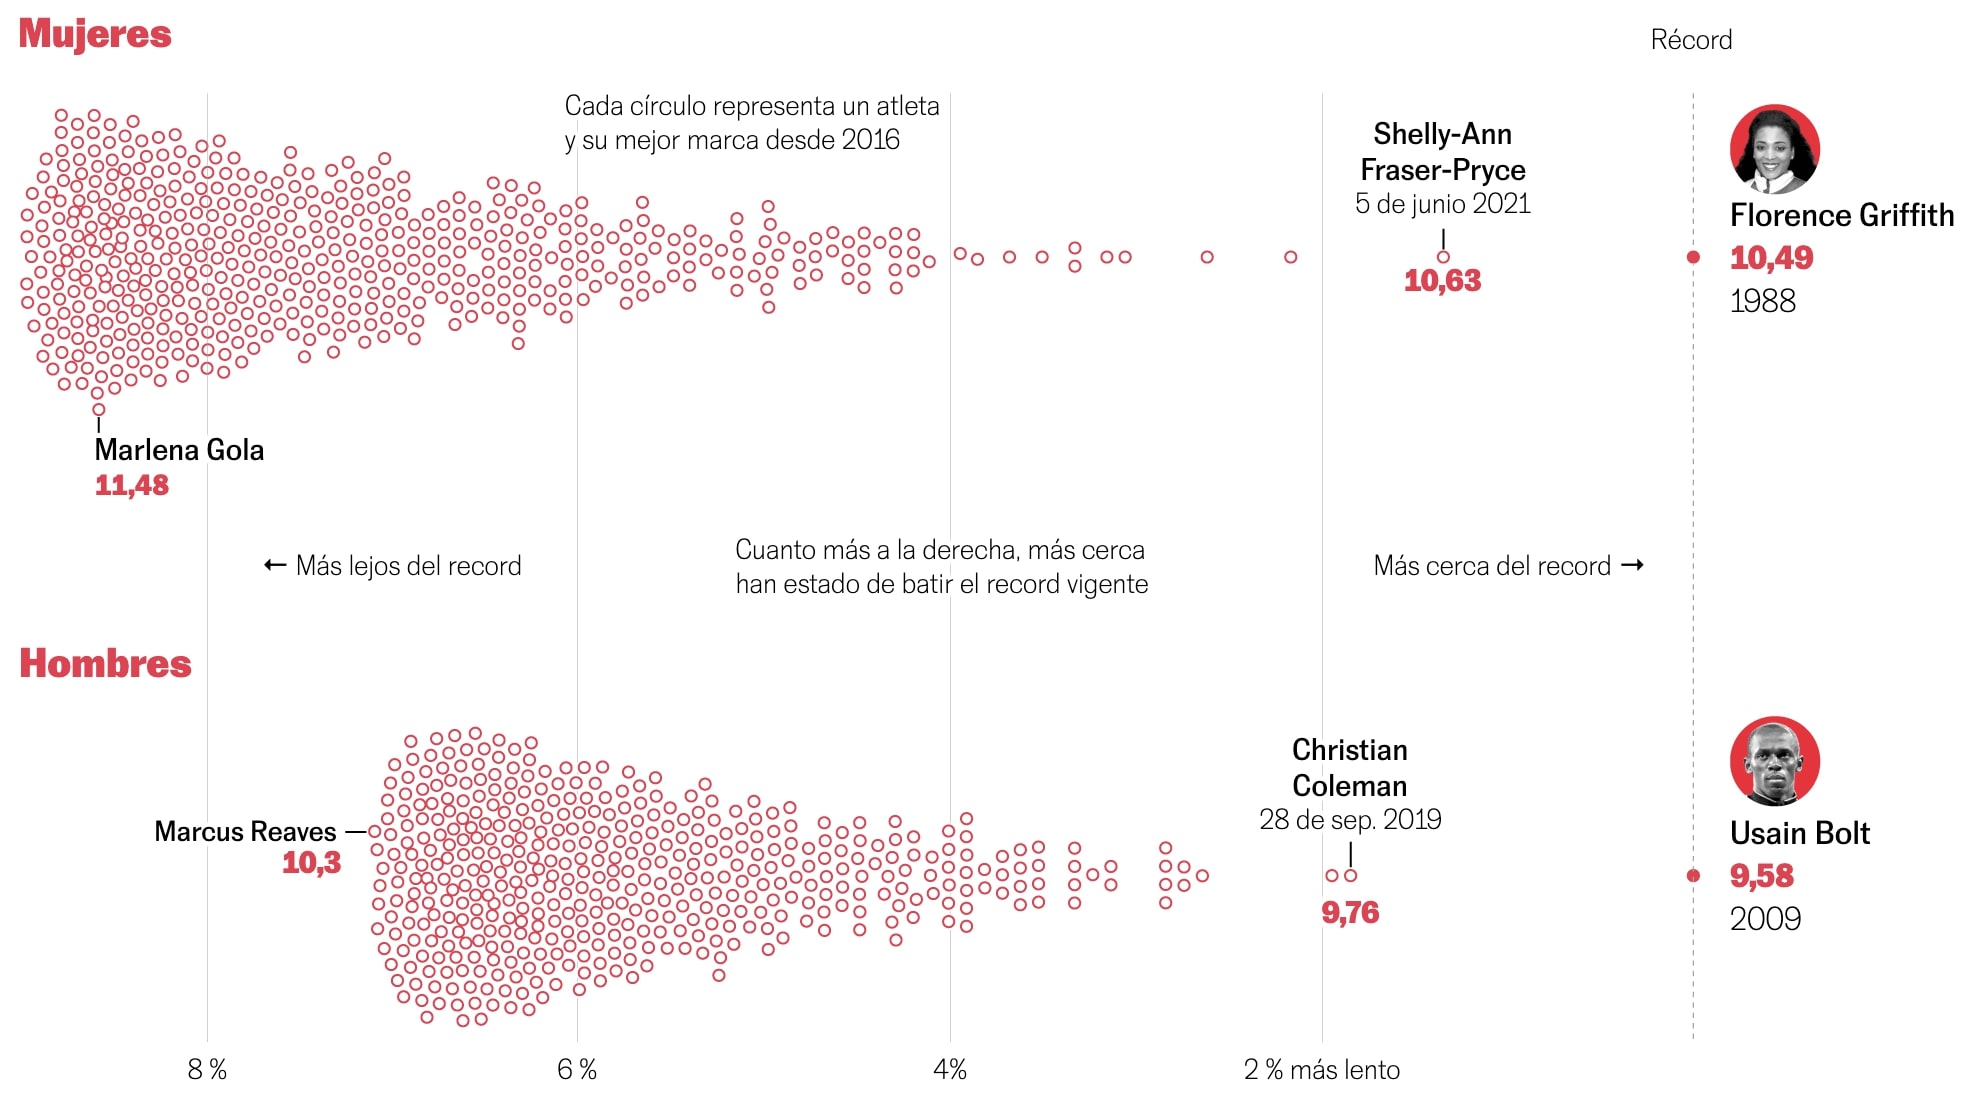 Mujeres
Récord
Cada círculo representa un atleta
y su mejor marca desde 2016
Shelly-Ann
Fraser-Pryce
5 de junio 2021
10,63
Florence Griffith
10,49
1988
Marlena Gola
11,48
← Más lejos del record
Cuanto más a la derecha, más cerca
han estado de batir el record vigente
Más cerca del record →
Hombres
Christian
Coleman
28 de sep. 2019
9,76
Marcus Reaves
10,3
Usain Bolt
9,58
2009
8 %
6 %
4%
2 % más lento